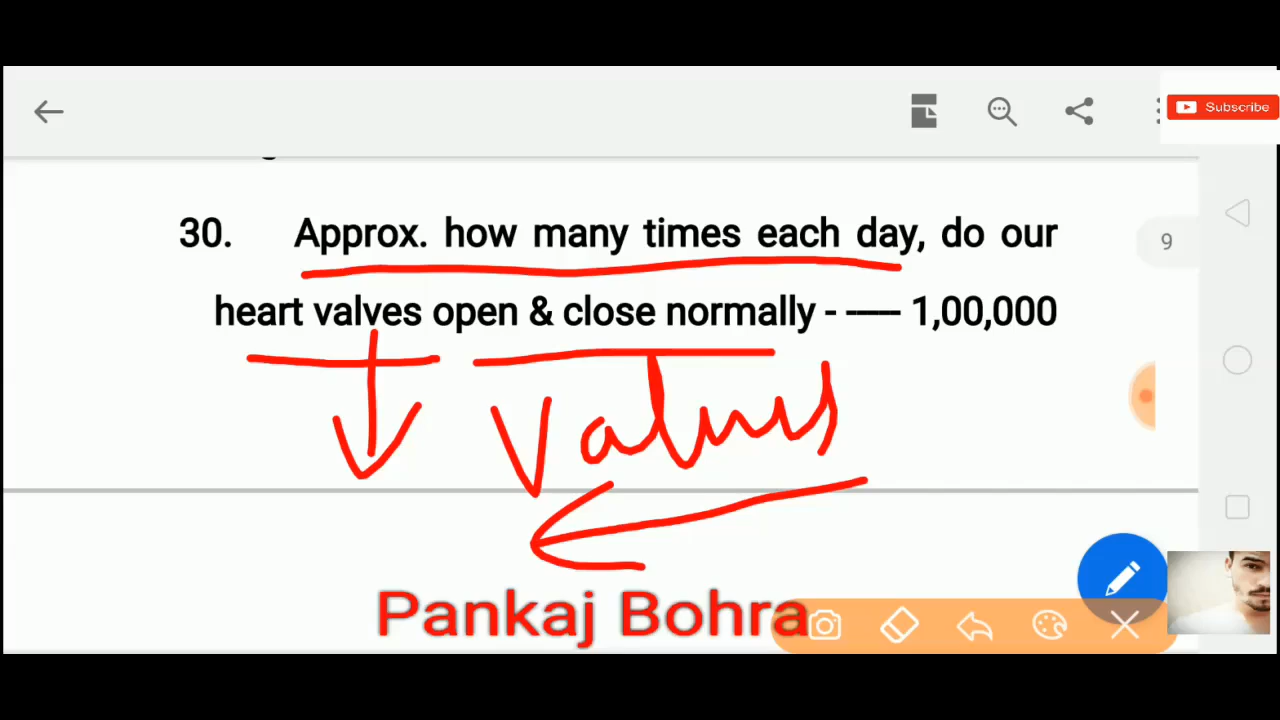 Subscribe
30. Approx. how many times each day, do our
9
heart valves open & close normally - ----- 1,00,000
Valves
Pankaj Bohra